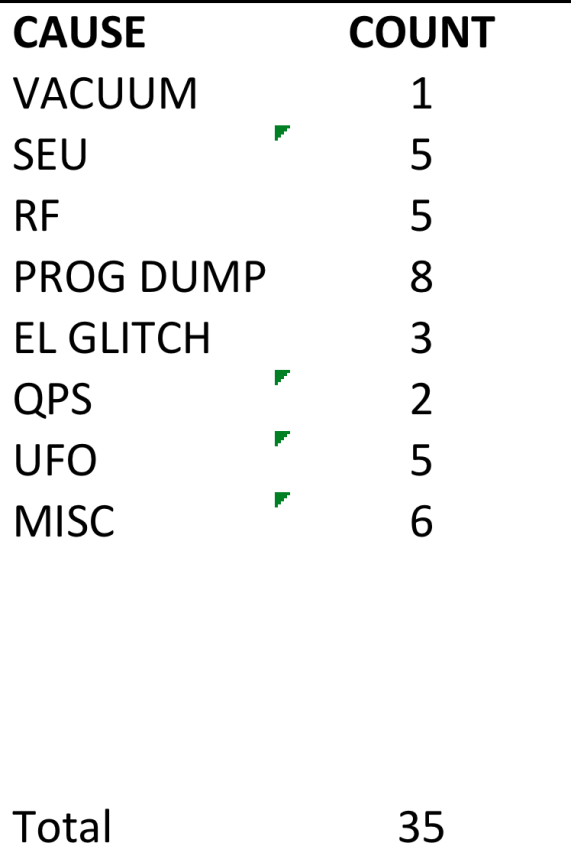 CAUSE COUNT
VACUUM 1
SEU 5
RF 5
PROG DUMP 8
EL GLITCH 3
QPS 2
UFO 5
MISC 6
Total 35